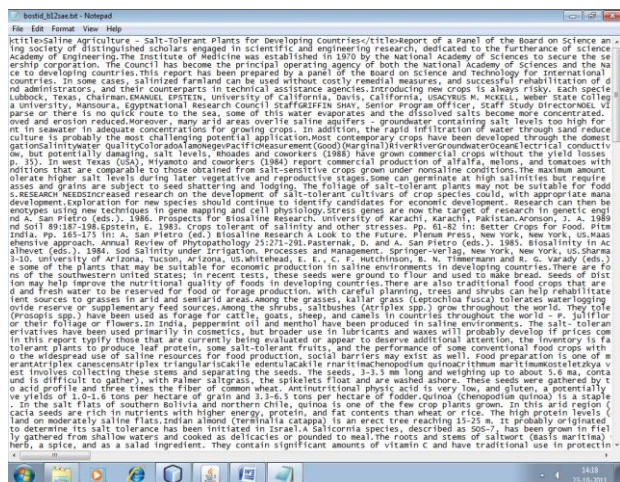 bostid_b12sae.txt - Notepad
File Edit Format View Help
k<title>Saline Agriculture - Salt-Tolerant Plants for Developing Countries</title>Report of a Panel of the Board on Science an
ing society of distinguished scholars engaged in scientific and engineering research, dedicated to the furtherance of science
Academy of Engineering.The Institute of Medicine was established in 1970 by the National Academy of Sciences to secure the se
ership corporation. The Council has become the principal operating agency of both the National Academy of Sciences and the Na
ce to developing countries.This report has been prepared by a panel of the Board on Science and Technology for International
countries. In some cases, salinized farmland can be used without costly remedial measures, and successful rehabilitation of d
nd administrators, and their counterparts in technical assistance agencies.Introducing new crops is always risky. Each specie
Lubbock, Texas, Chairman.EMANUEL EPSTEIN, University of California, Davis, California, USACYRUS M. MCKELL, Weber State Colleg
a University, Mansoura, EgyptNational Research Council StaffGRIFFIN SHAY, Senior Program Officer, Staff Study DirectorNOEL VI
parse or there is no quick route to the sea, some of this water evaporates and the dissolved salts become more concentrated.
oved and erosion reduced.Moreover, many arid areas overlie saline aquifers - groundwater containing salt levels too high for
nt in seawater in adequate concentrations for growing crops. In addition, the rapid infiltration of water through sand reduce
culture is probably the most challenging potential application.Most contemporary crops have been developed through the domest
gationSalinityWater QualityColoradoAlamoNegevPacificMeasurement(Good)(Marginal)RiverRiverGroundwaterOceanElectrical conductiv
ow, but potentially damaging, salt levels, Rhoades and coworkers (1988) have grown commercial crops without the yield losses
p. 35). In west Texas (USA), Miyamoto and coworkers (1984) report commercial production of alfalfa, melons, and tomatoes with
nditions that are comparable to those obtained from salt-sensitive crops grown under nonsaline conditions.The maximum amount
olerate higher salt levels during later vegetative and reproductive stages.Some can germinate at high salinities but require
asses and grains are subject to seed shattering and lodging. The foliage of salt-tolerant plants may not be suitable for fodd
s.RESEARCH NEEDSIncreased research on the development of salt-tolerant cultivars of crop species could, with appropriate mana
development.Exploration for new species should continue to identify candidates for economic development. Research can then be
enotypes using new techniques in gene mapping and cell physiology.Stress genes are now the target of research in genetic engi
nd A. San Pietro (eds.). 1986. Prospects for Biosaline Research. University of Karachi, Karachi, Pakistan.Aronson, J. A. 1989
nd Soil 89:187-198.Epstein, E. 1983. Crops tolerant of salinity and other stresses. Pp. 61-82 in: Better Crops for Food. Pitm
India. Pp. 165-175 in: A. San Pietro (ed.) Biosaline Research A Look to the Future. Plenum Press, New York, New York, US.Maas
ehensive approach. Annual Review of Phytopathology 25:271-291.Pasternak, D. and A. San Pietro (eds.). 1985. Biosalinity in Ac
alhevet (eds.). 1984. Soil Salinity under Irrigation. Processes and Management. Springer-Verlag, New York, New York, US.Sharma
3-10. University of Arizona, Tucson, Arizona, US.Whitehead, E. E., C. F. Hutchinson, B. N. Timmermann and R. G. Varady (eds.)
e some of the plants that may be suitable for economic production in saline environments in developing countries.There are fo
ns of the southwestern United States; in recent tests, these seeds were ground to flour and used to make bread. Seeds of Dist
ion may help improve the nutritional quality of foods in developing countries.There are also traditional food crops that are
d and fresh water to be reserved for food or forage production. With careful planning, trees and shrubs can help rehabilitate
ient sources to grasses in arid and semiarid areas.Among the grasses, kallar grass (Leptochloa fusca) tolerates waterlogging
ovide reserve or supplementary feed sources.Among the shrubs, saltbushes (Atriplex spp.) grow throughout the world. They tole
(Prosopis spp.) have been used as forage for cattle, goats, sheep, and camels in countries throughout the world - P. juliflor
or their foliage or flowers.In India, peppermint oil and menthol have been produced in saline environments. The salt- toleran
erivatives have been used primarily in cosmetics, but broader use in lubricants and waxes will probably develop if prices com
in this report typify those that are currently being evaluated or appear to deserve additional attention, the inventory is fa
tolerant plants to produce leaf protein, some salt-tolerant fruits, and the performance of some conventional food crops with
o the widespread use of saline resources for food production, social barriers may exist as well. Food preparation is one of m
erantAtriplex canescensAtriplex triangularisCakile edentulaCakile rnaritimaChenopodium quinoaCrithmum maritimumKosteletzkya v
est involves collecting these stems and separating the seeds. The seeds, 3-3.5 mm long and weighing up to about 5.6 mg, conta
und is difficult to gather), with Palmer saltgrass, the spikelets float and are washed ashore. These seeds were gathered by t
o acid profile and three times the fiber of common wheat. Antinutritional physic acid is very low, and gluten, a potentially
ve yields of 1.0-1.6 tons per hectare of grain and 3.3-6.5 tons per hectare of fodder.Quinoa (Chenopodium quinoa) is a staple
. In the salt flats of southern Bolivia and northern Chile, quinoa is one of the few crop plants grown. In this arid region (
cacia seeds are rich in nutrients with higher energy, protein, and fat contents than wheat or rice. The high protein levels (
land on moderately saline flats.Indian almond (Terminalia catappa) is an erect tree reaching 15-25 m. It probably originated
to determine its salt tolerance has been initiated in Israel.A Salicornia species, described as SOS-7, has been grown in fiel
ly gathered from shallow waters and cooked as delicacies or pounded to meal.The roots and stems of saltwort (Basis maritima)
herb, a spice, and as a salad ingredient. They contain significant amounts of vitamin C and have traditional use in protectin
14:18